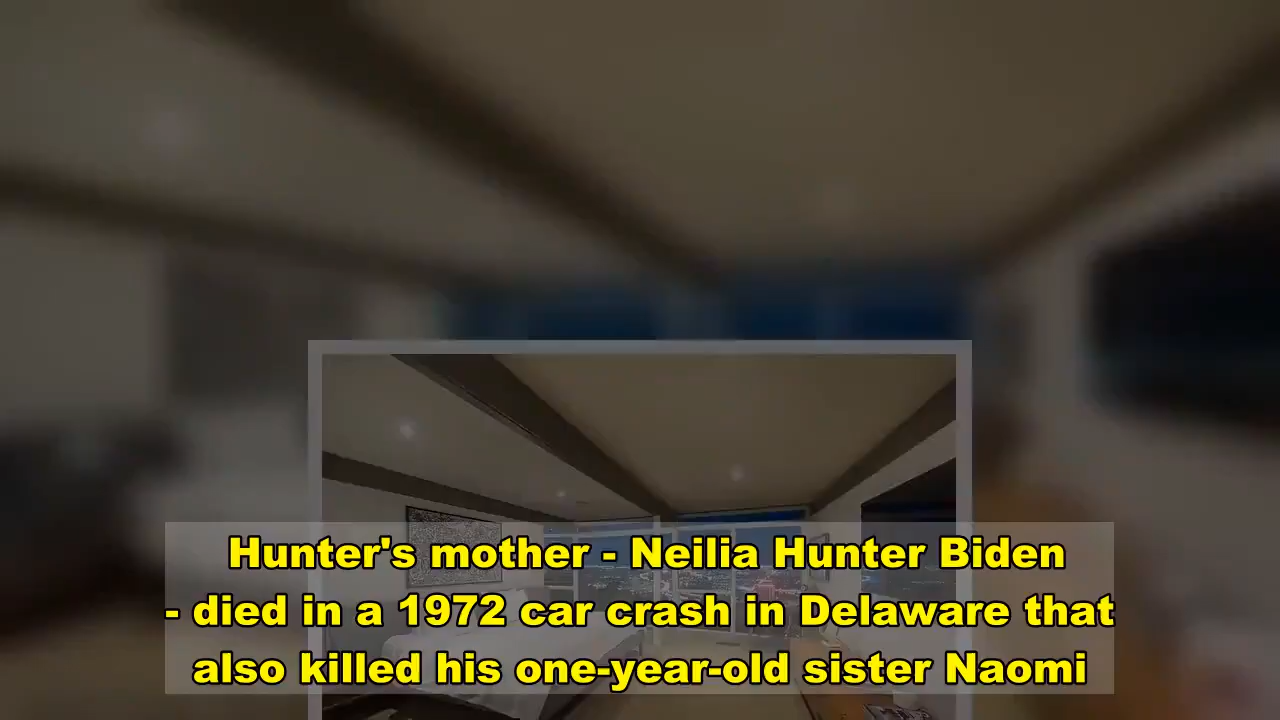 Hunter's mother - Neilia Hunter Biden
- died in a 1972 car crash in Delaware that
also killed his one-year-old sister Naomi